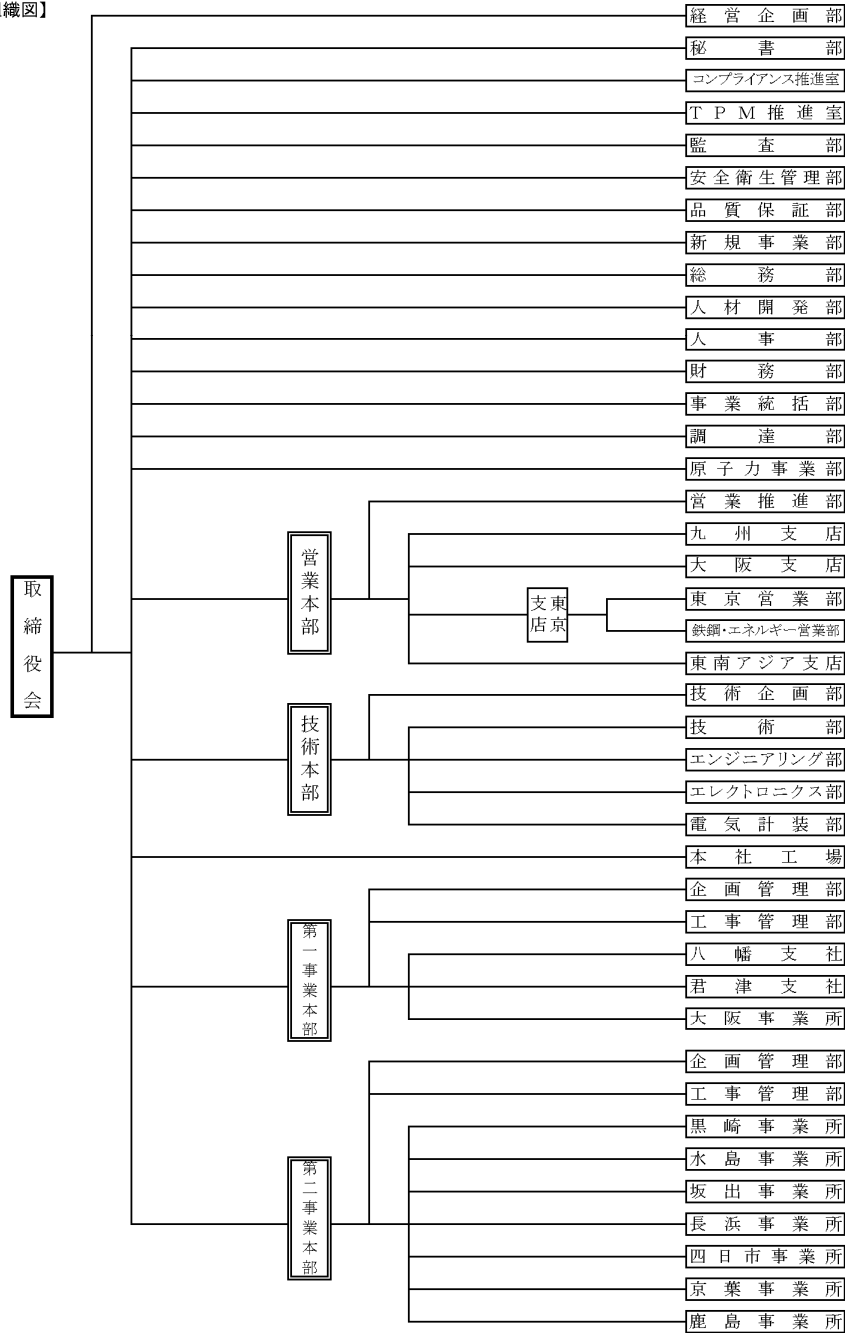 織図】
経営企画部
秘書部
コンプライアンス推進室
TPM推進室
監査部
安全衛生管理部
品質保証部
新規事業部
総務部
人材開発部
人事部
財務部
事業統括部
調達部
原子力事業部
取締役会
営業本部
営業推進部
九州支店
大阪支店
東京支店
東京営業部
鉄鋼・エネルギー営業部
東南アジア支店
技術本部
技術企画部
技術部
エンジニアリング部
エレクトロニクス部
電気計装部
本社工場
第一事業本部
企画管理部
工事管理部
八幡支社
君津支社
大阪事業所
第二事業本部
企画管理部
工事管理部
黒崎事業所
水島事業所
坂出事業所
長浜事業所
四日市事業所
京葉事業所
鹿島事業所